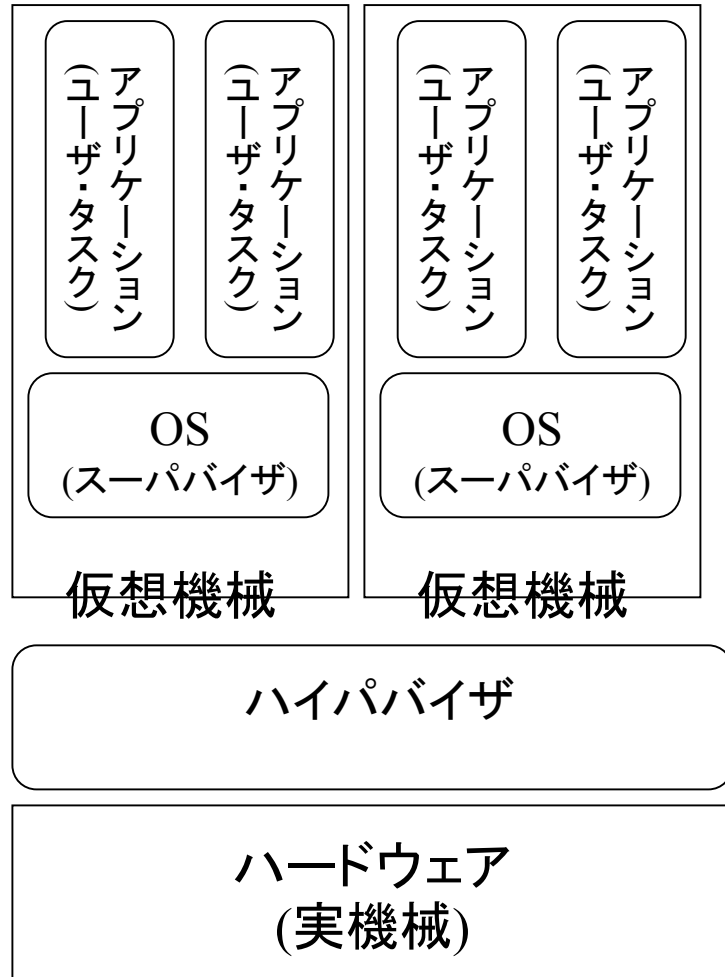 アプリケーション
(ユーザ・タスク)
アプリケーション
(ユーザ・タスク)
アプリケーション
(ユーザ・タスク)
アプリケーション
(ユーザ・タスク)
OS
(スーパバイザ)
OS
(スーパバイザ)
仮想機械
仮想機械
ハイパバイザ
ハードウェア
(実機械)